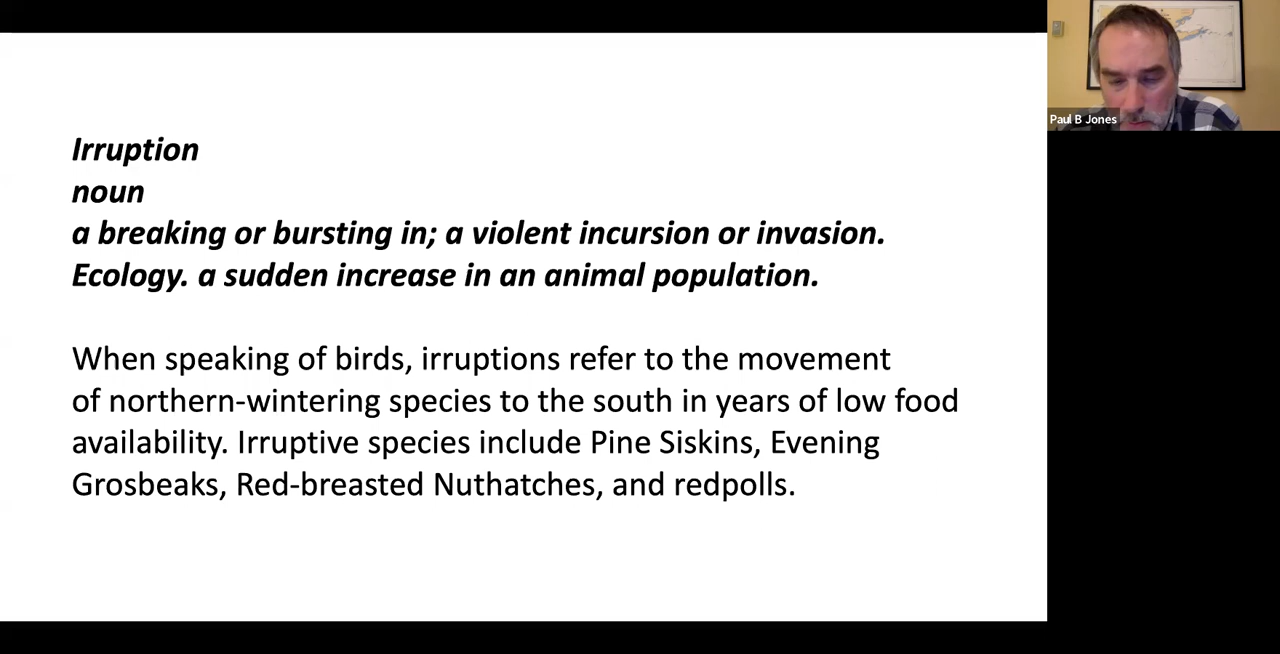 Irruption
noun
a breaking or bursting in; a violent incursion or invasion.
Ecology. a sudden increase in an animal population.
When speaking of birds, irruptions refer to the movement
of northern-wintering species to the south in years of low food
availability. Irruptive species include Pine Siskins, Evening
Grosbeaks, Red-breasted Nuthatches, and redpolls.
Paul B Jones